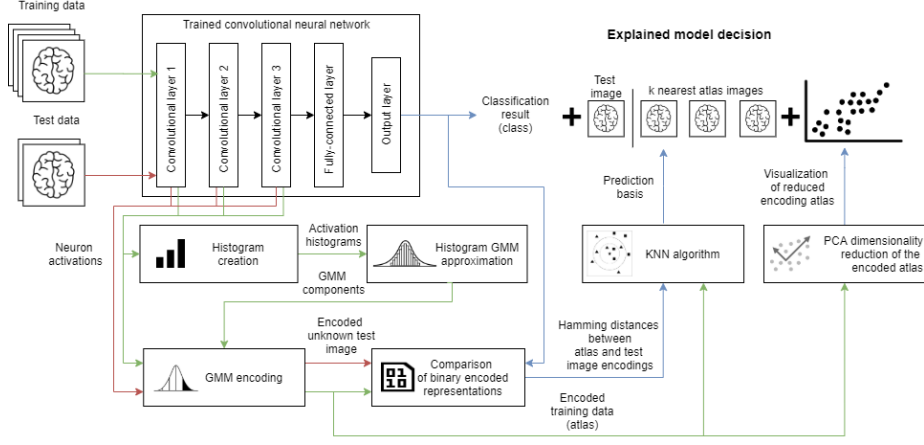 Training data
Trained convolutional neural network
Convolutional layer 1
Convolutional layer 2
Convolutional layer 3
Fully-connected layer
Output layer
Test data
Explained model decision
Classification
result
(class)
Test
image
k nearest atlas images
Prediction
basis
Visualization
of reduced
encoding atlas
Neuron
activations
Histogram
creation
Activation
histograms
Histogram GMM
approximation
GMM
components
KNN algorithm
PCA dimensionality
reduction of the
encoded atlas
Encoded
unknown test
image
GMM encoding
01
10
Comparison
of binary encoded
representations
Hamming distances
between
atlas and test
image encodings
Encoded
training data
(atlas)